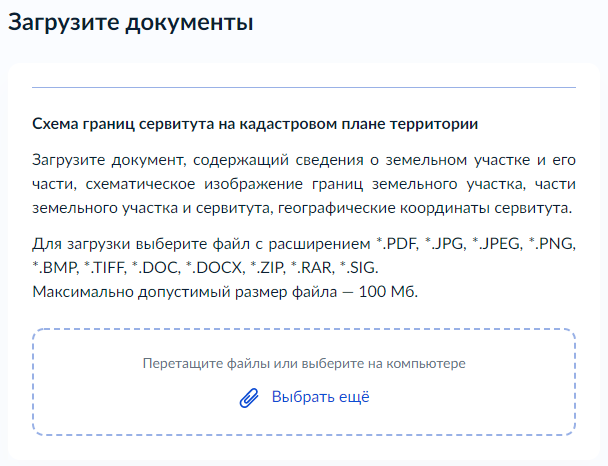 Загрузите документы
Схема границ сервитута на кадастровом плане территории
Загрузите документ, содержащий сведения о земельном участке и его
части, схематическое изображение границ земельного участка, части
земельного участка и сервитута, географические координаты сервитута.
Для загрузки выберите файл с расширением *.PDF, *.JPG, *.JPEG, *.PNG,
*.BMP, *.TIFF, *.DOC, *.DOCX, *.ZIP, *.RAR, *.SIG.
Максимально допустимый размер файла — 100 Мб.
Перетащите файлы или выберите на компьютере
Выбрать ещё